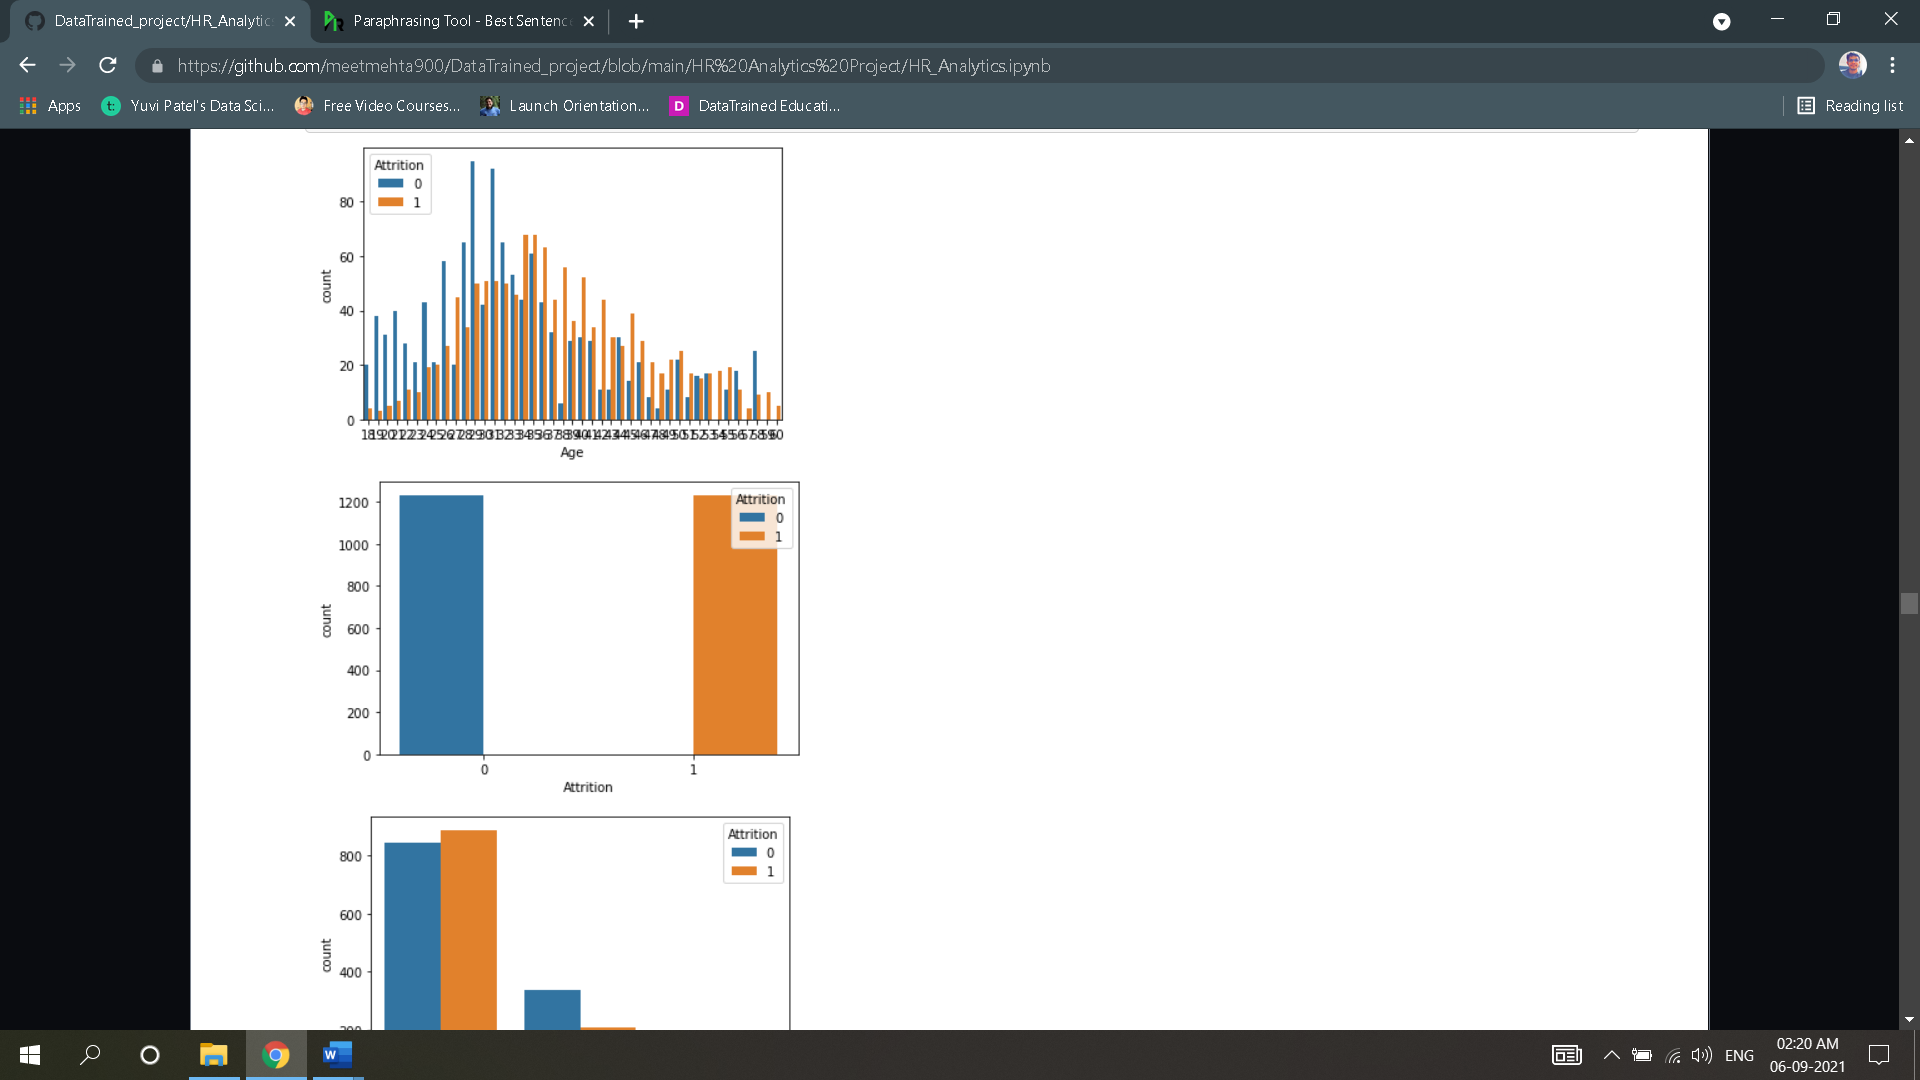 DataTrained_project/HR_Analytic
Paraphrasing Tool - Best Sentence
https://github.com/meetmehta900/DataTrained_project/blob/main/HR%20Analytics%20Project/HR_Analytics.ipynb
Apps
t:
Yuvi Patel's Data Sci...
Free Video Courses...
Launch Orientation...
D
DataTrained Educati...
Reading list
Attrition
0
1
80
60
40
20
0
count
Age
Attrition
0
1
1200
1000
800
600
400
200
0
count
0 1
Attrition
Attrition
0
1
800
600
400
200
count
W
ENG
02:20 AM
06-09-2021